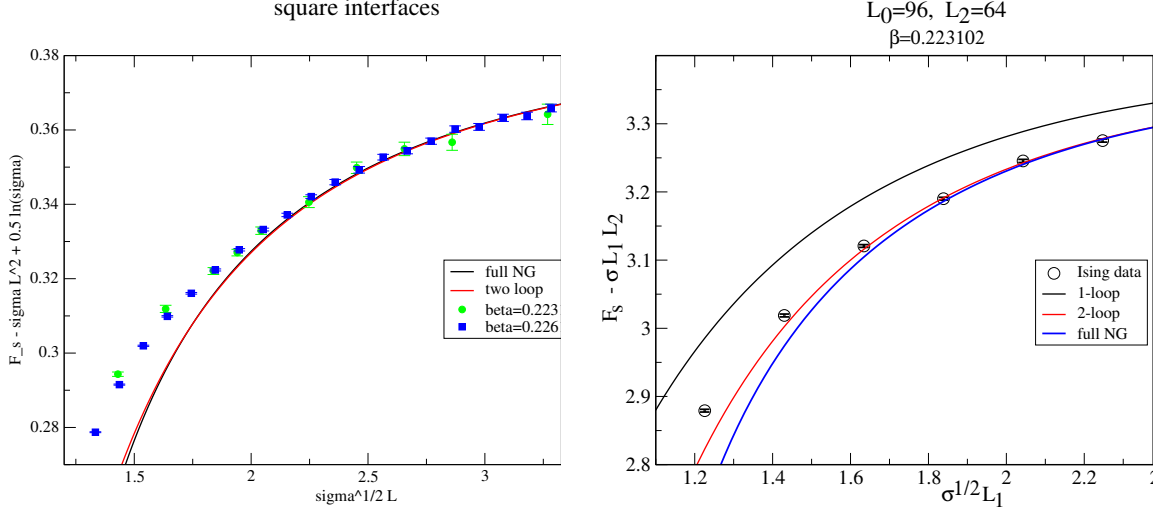 square interfaces
F_s - sigma L^2 + 0.5 ln(sigma)
0.38
0.36
0.34
0.32
0.3
0.28
1.5
2
2.5
3
sigma^1/2 L
full NG
two loop
beta=0.223
beta=0.226
L0=96, L2=64
β=0.223102
Fs - σ L1 L2
3.3
3.2
3.1
3
2.9
2.8
1.2
1.4
1.6
1.8
2
2.2
2
σ1/2L1
Ising data
1-loop
2-loop
full NG